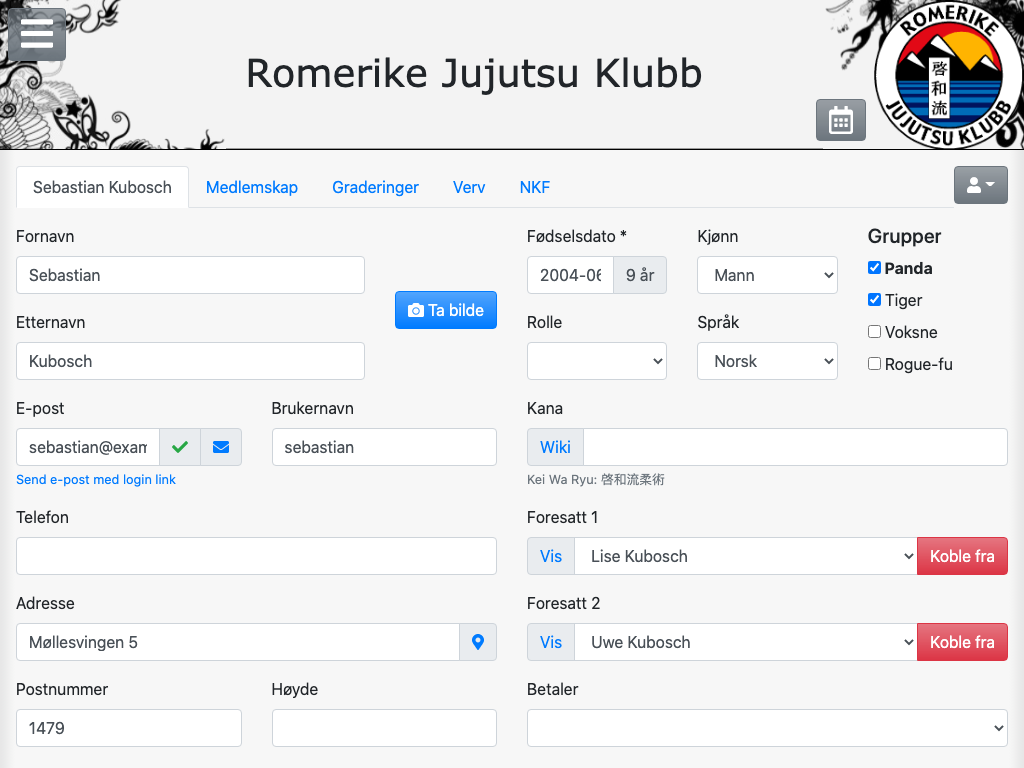 Romerike Jujutsu Klubb
ROMERIKE
啓和流
JUJUTSU KLUBB
Sebastian Kubosch Medlemskap Graderinger Verv NKF
Fornavn
Sebastian
Ta bilde
Etternavn
Kubosch
Fødselsdato * Kjønn
2004-06 9 år Mann
Rolle Språk
Norsk
Grupper
Panda
Tiger
Voksne
Rogue-fu
E-post Brukernavn Kana
sebastian@exam sebastian Wiki
Send e-post med login link Kei Wa Ryu: 啓和流柔術
Telefon Foresatt 1
Vis Lise Kubosch Koble fra
Adresse Foresatt 2
Møllesvingen 5 Vis Uwe Kubosch Koble fra
Postnummer Høyde Betaler
1479